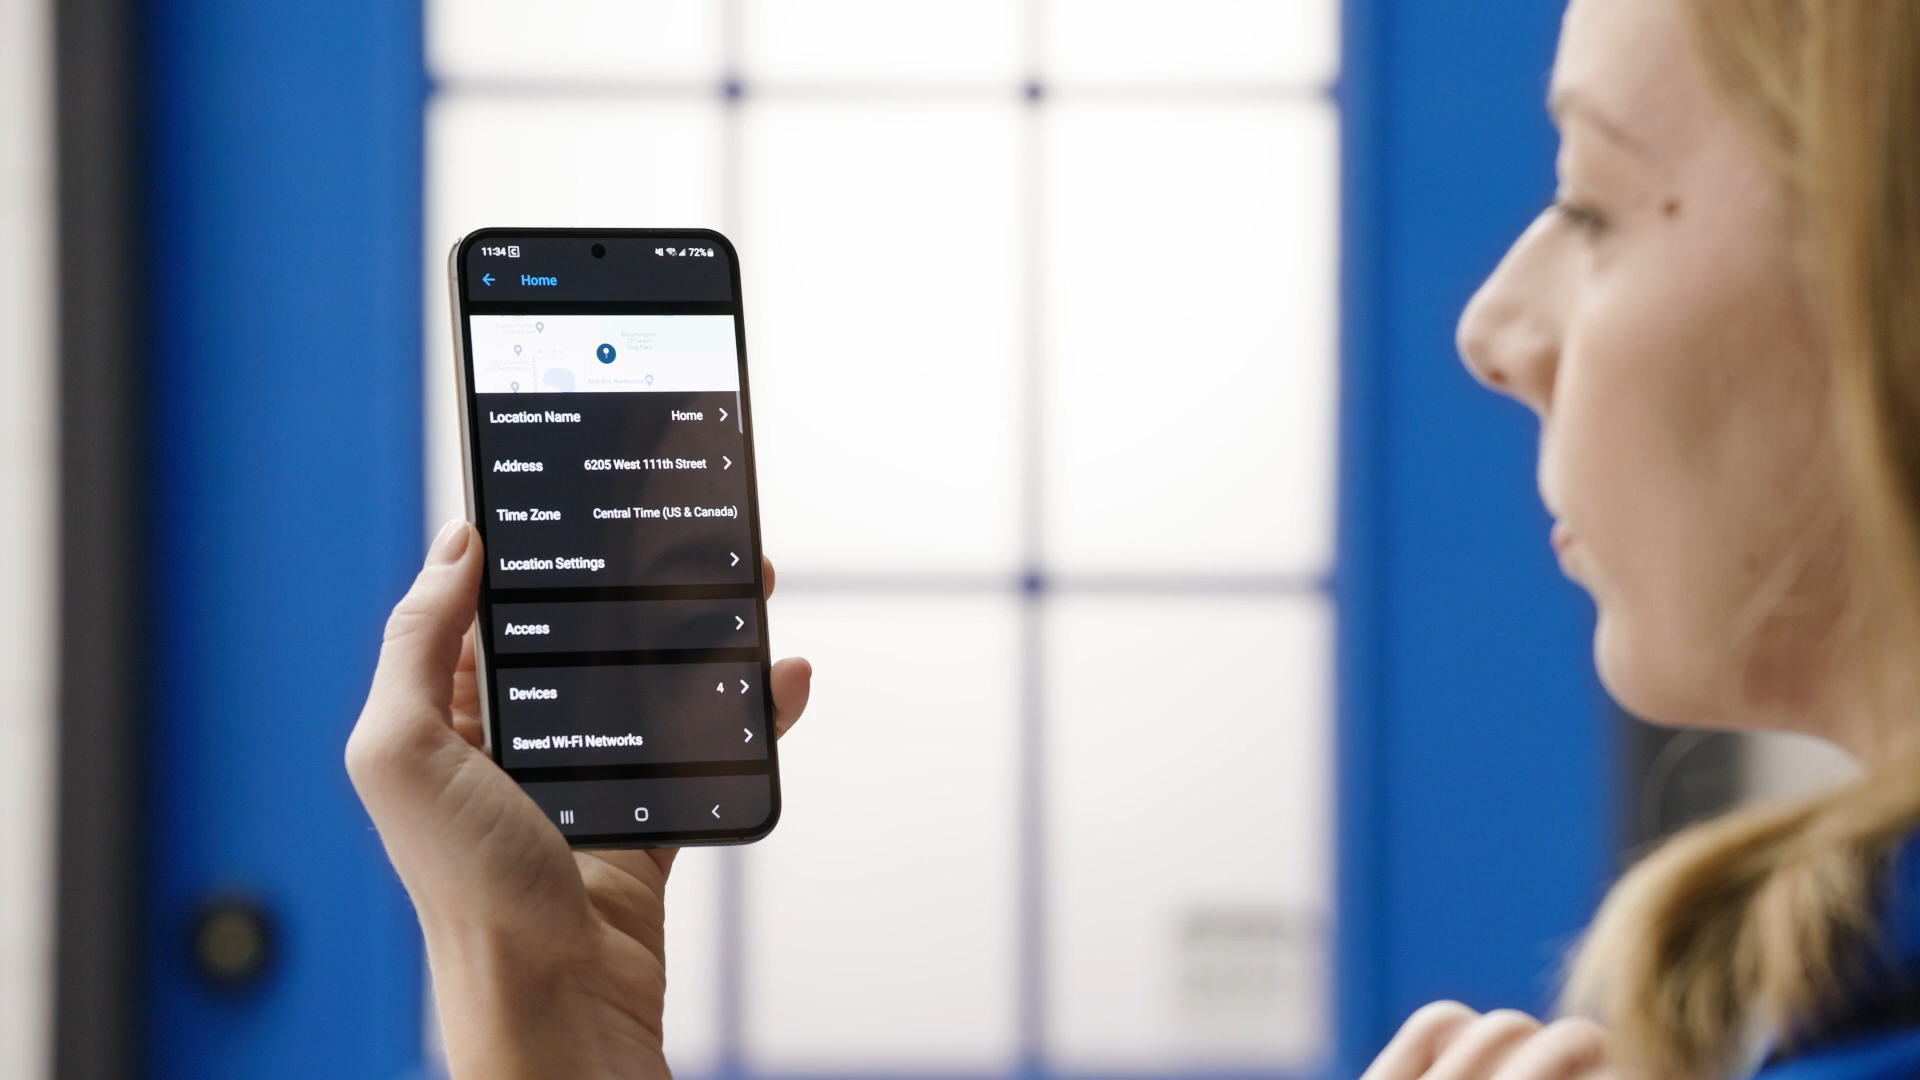 11:34
72%
Home
Location Name Home
Address 6205 West 111th Street
Time Zone Central Time (US & Canada)
Location Settings
Access
Devices 4
Saved Wi-Fi Networks